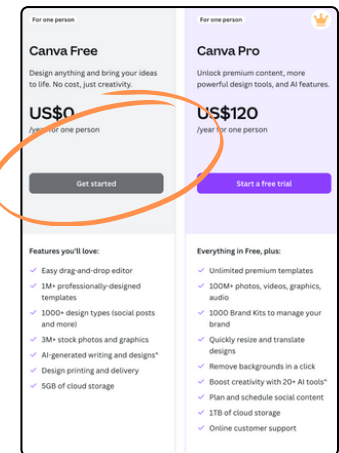 For one person
Canva Free
Design anything and bring your ideas
to life. No cost, just creativity.
US$0
/year for one person
Get started
Features you'll love:
Easy drag-and-drop editor
1M+ professionally-designed
templates
1000+ design types (social posts
and more)
3M+ stock photos and graphics
AI-generated writing and designs*
Design printing and delivery
5GB of cloud storage
For one person
Canva Pro
Unlock premium content, more
powerful design tools, and AI features.
US$120
/year for one person
Start a free trial
Everything in Free, plus:
Unlimited premium templates
100M+ photos, videos, graphics,
audio
1000 Brand Kits to manage your
brand
Quickly resize and translate
designs
Remove backgrounds in a click
Boost creativity with 20+ AI tools*
Plan and schedule social content
1TB of cloud storage
Online customer support